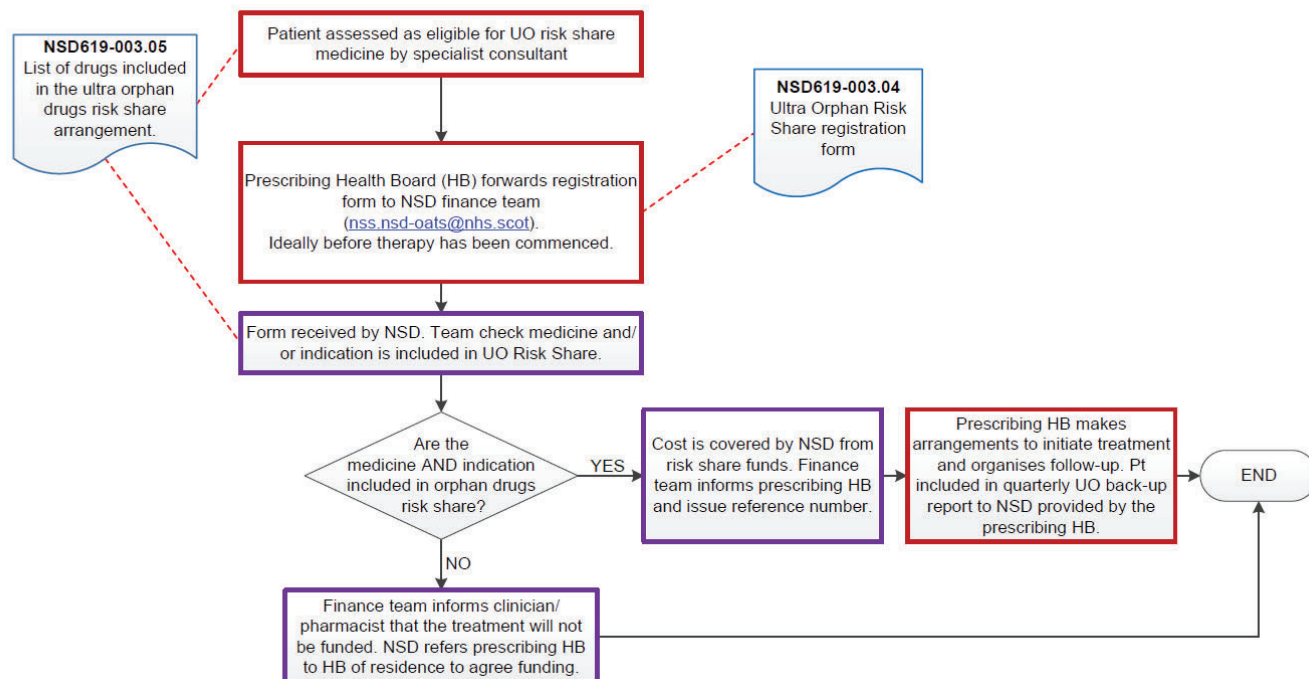 NSD619-003.05
List of drugs included
in the ultra orphan
drugs risk share
arrangement.
Patient assessed as eligible for UO risk share
medicine by specialist consultant
NSD619-003.04
Ultra Orphan Risk
Share registration
form
Prescribing Health Board (HB) forwards registration
form to NSD finance team
(nss.nsd-oats@nhs.scot).
Ideally before therapy has been commenced.
Form received by NSD. Team check medicine and/
or indication is included in UO Risk Share.
Are the
medicine AND indication
included in orphan drugs
risk share?
YES
Cost is covered by NSD from
risk share funds. Finance
team informs prescribing HB
and issue reference number.
Prescribing HB makes
arrangements to initiate treatment
and organises follow-up. Pt
included in quarterly UO back-up
report to NSD provided by the
prescribing HB.
END
NO
Finance team informs clinician/
pharmacist that the treatment will not
be funded. NSD refers prescribing HB
to HB of residence to agree funding.